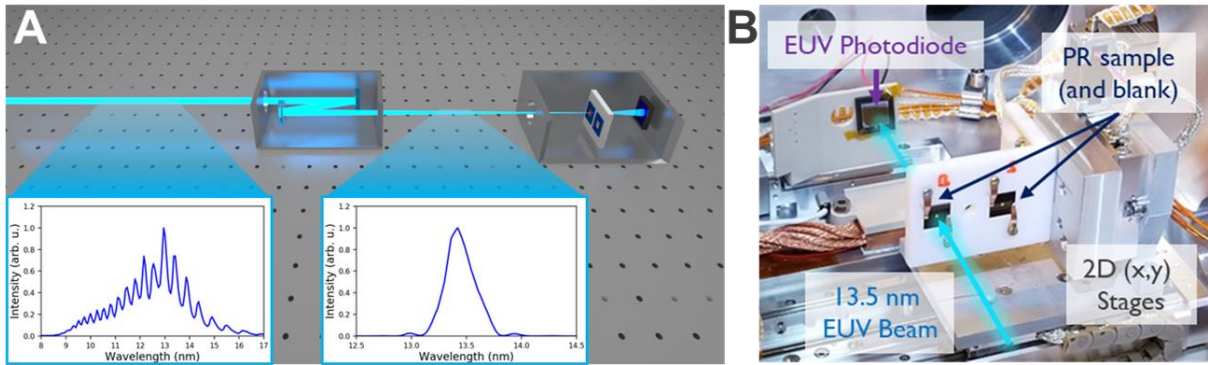 A
1.2
1.0
0.8
0.6
0.4
0.2
0.0
Intensity (arb. u.)
8 9 10 11 12 13 14 15 16 17
Wavelength (nm)
1.2
1.0
0.8
0.6
0.4
0.2
0.0
Intensity (arb. u.)
12.5 13.0 13.5 14.0 14.5
Wavelength (nm)
B
EUV Photodiode
PR sample
(and blank)
B
13.5 nm
EUV Beam
2D (x,y)
Stages